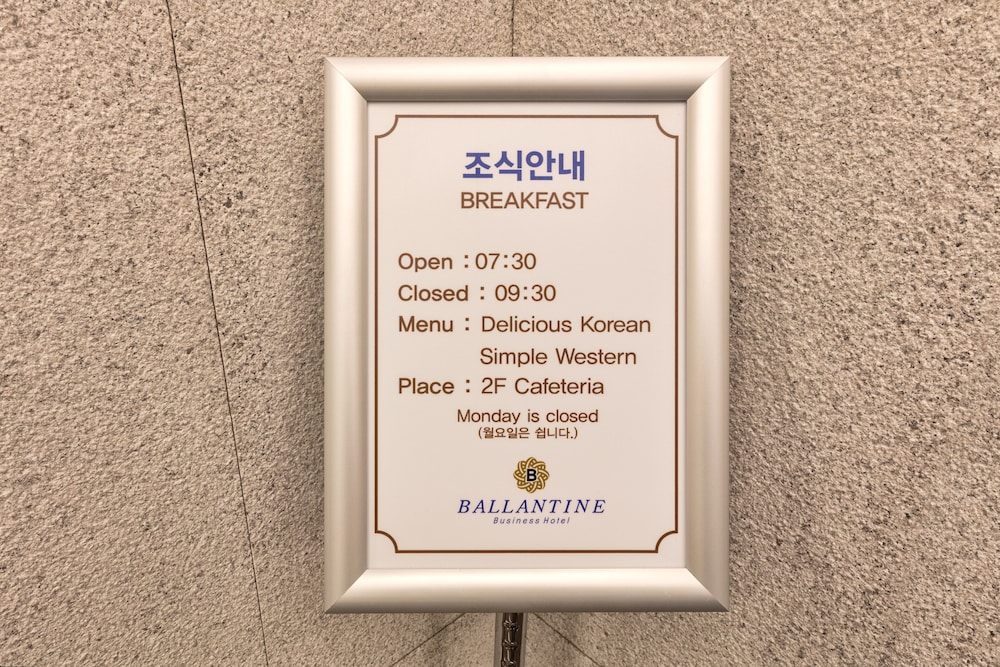 조식안내
BREAKFAST
Open : 07:30
Closed : 09:30
Menu : Delicious Korean
Simple Western
Place : 2F Cafeteria
Monday is closed
(월요일은 쉽니다.)
B
BALLANTINE
Business Hotel